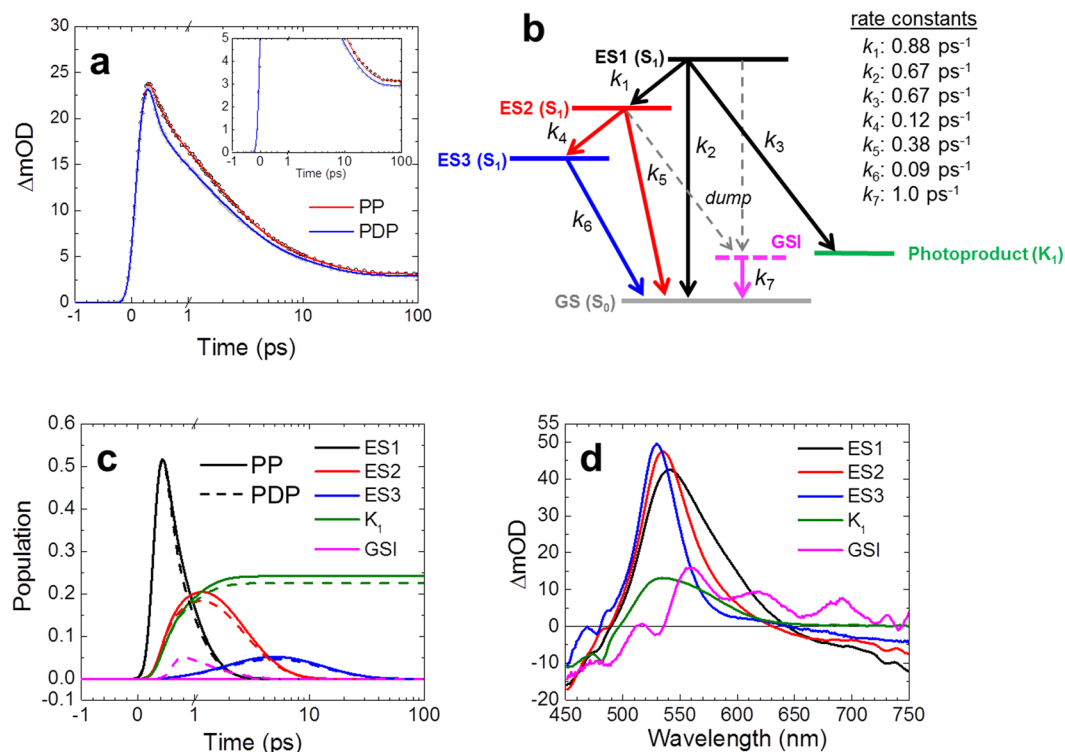 a
30
25
20
15
10
5
0
ΔmOD
-1 0 1 10 100
Time (ps)
5
4
3
2
1
0
-1 0 1 10 100
Time (ps)
PP
PDP
b
ES1 (S1)
k1
ES2 (S1)
k4
ES3 (S1)
k2
k3
k5
dump
k6
GSI
k7
Photoproduct (K1)
GS (S0)
rate constants
k1: 0.88 ps-1
k2: 0.67 ps-1
k3: 0.67 ps-1
k4: 0.12 ps-1
k5: 0.38 ps-1
k6: 0.09 ps-1
k7: 1.0 ps-1
c
0.6
0.5
0.4
0.3
0.2
0.1
0.0
-0.1
Population
-1 0 1 10 100
Time (ps)
PP
PDP
ES1
ES2
ES3
K1
GSI
d
55
50
40
30
20
10
0
-10
-20
ΔmOD
450 500 550 600 650 700 750
Wavelength (nm)
ES1
ES2
ES3
K1
GSI